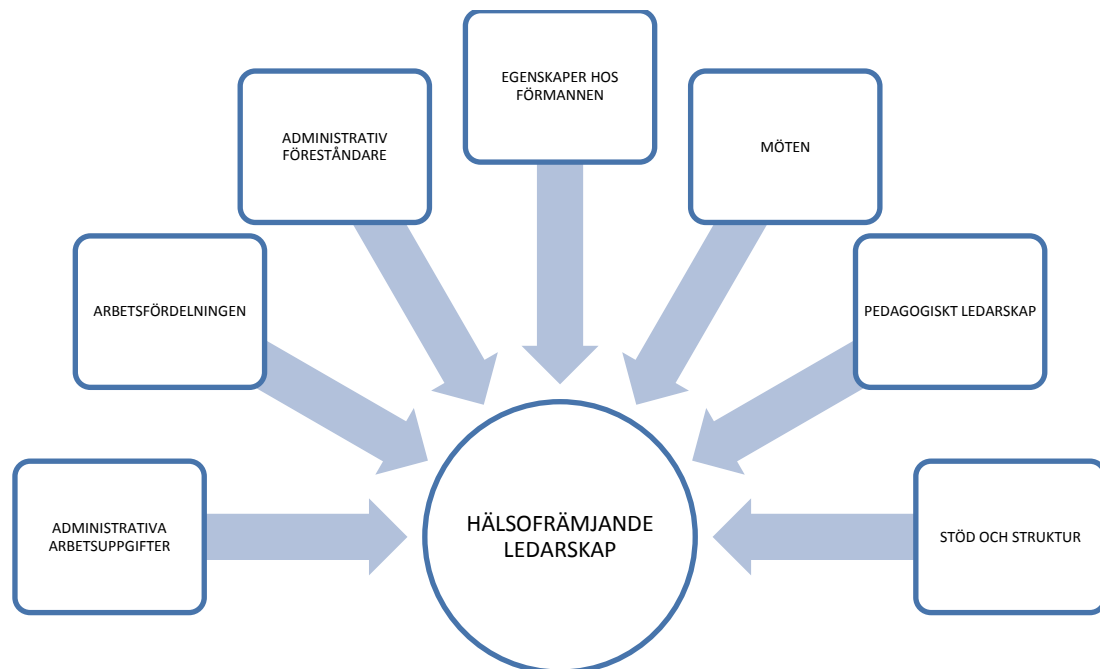 EGENSKAPER HOS
FÖRMANNEN
ADMINISTRATIV
FÖRESTÅNDARE
MÖTEN
ARBETSFÖRDELNINGEN
PEDAGOGISKT LEDARSKAP
HÄLSOFRÄMJANDE
LEDARSKAP
ADMINISTRATIVA
ARBETSUPPGIFTER
STÖD OCH STRUKTUR